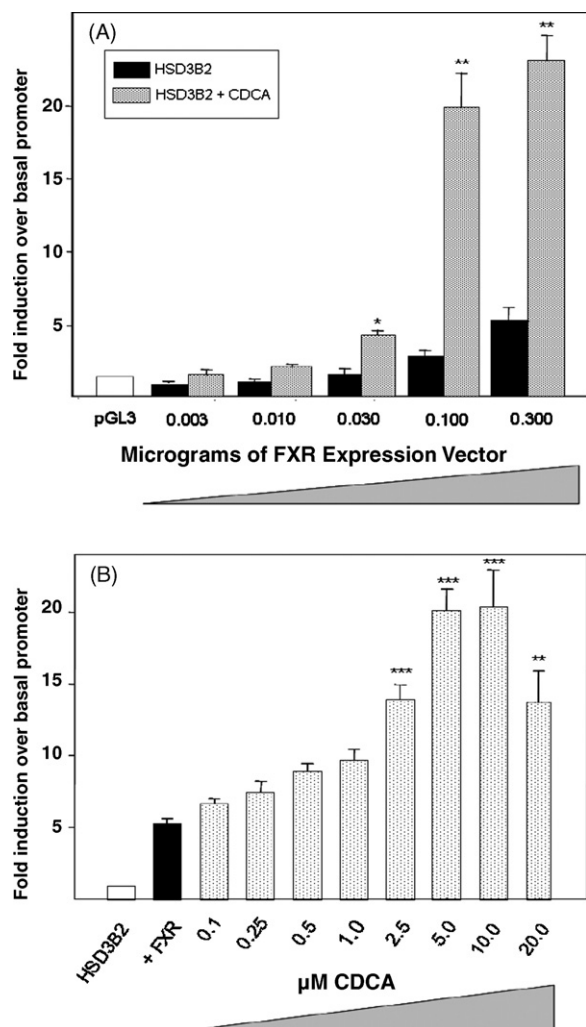 (A)
HSD3B2
HSD3B2 + CDCA
Fold induction over basal promoter
20
15
10
5
*
**
**
pGL3 0.003 0.010 0.030 0.100 0.300
Micrograms of FXR Expression Vector
(B)
Fold induction over basal promoter
20
15
10
5
***
***
***
**
HSD3B2 + FXR 0.1 0.25 0.5 1.0 2.5 5.0 10.0 20.0
µM CDCA